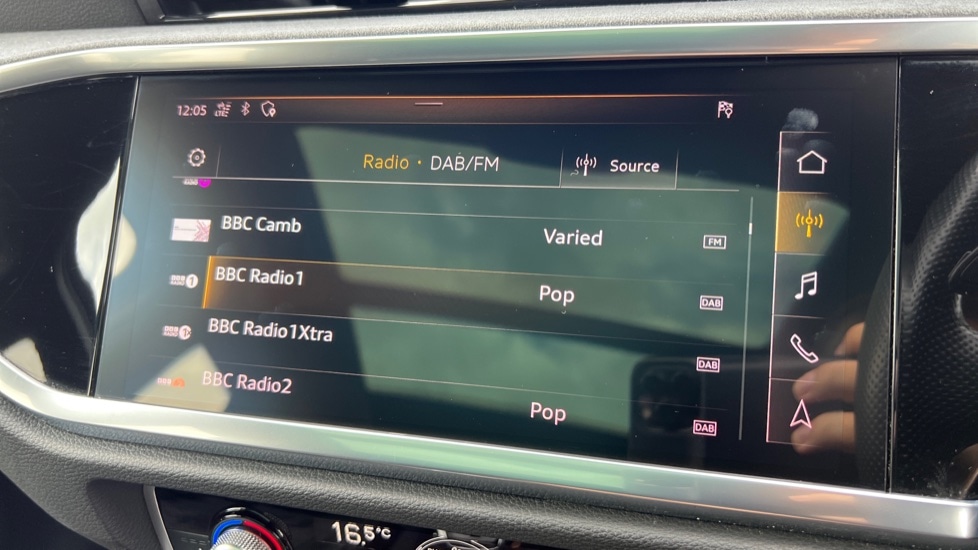 12:05 LTE
Radio · DAB/FM Source
BBC Camb Varied FM
BBC Radio1 Pop DAB
BBC Radio1Xtra DAB
BBC Radio2 Pop DAB
16.5°C